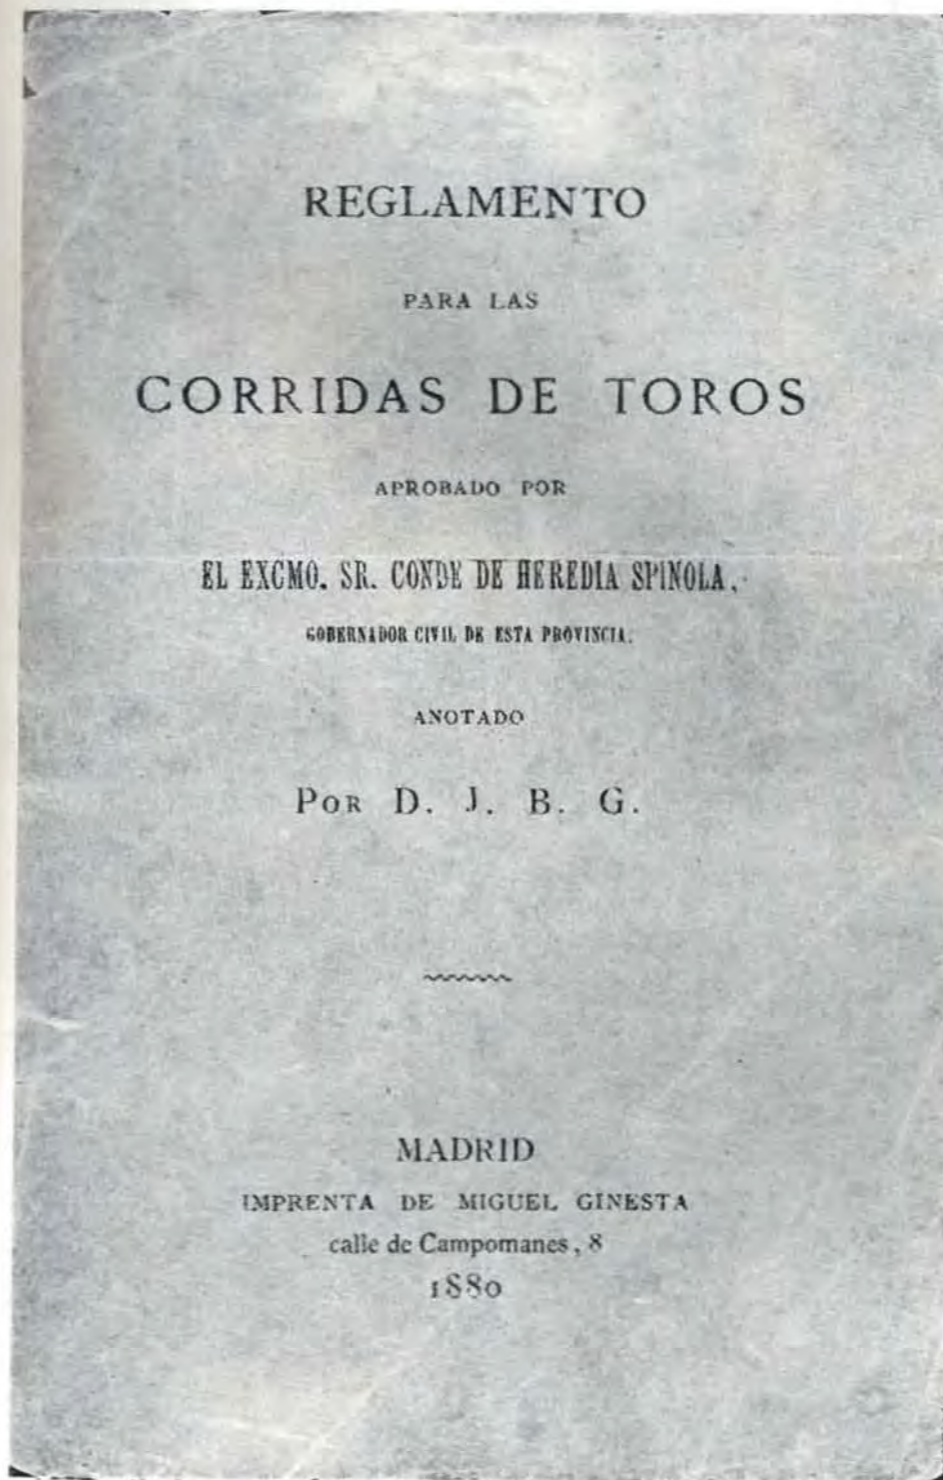 REGLAMENTO
PARA LAS
CORRIDAS DE TOROS
APROBADO POR
EL EXCMO. SR. CONDE DE HEREDIA SPINOLA,
GOBERNADOR CIVIL DE ESTA PROVINCIA.
ANOTADO
POR D. J. B. G.
MADRID
IMPRENTA DE MIGUEL GINESTA
calle de Campomanes, 8
1880